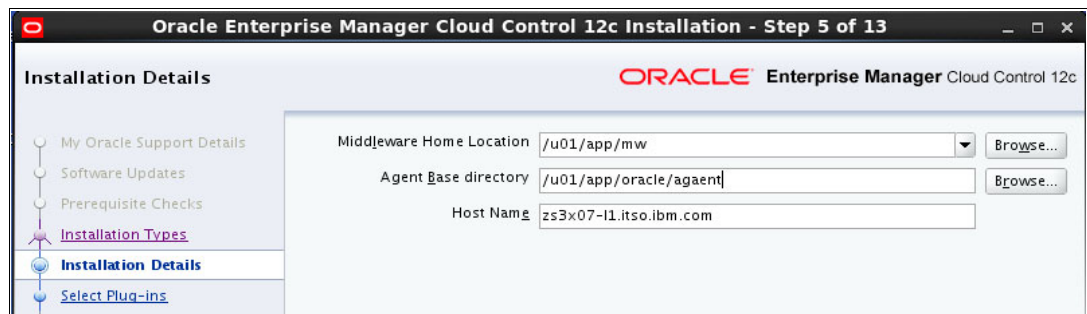 Oracle Enterprise Manager Cloud Control 12c Installation - Step 5 of 13
Installation Details
ORACLE Enterprise Manager Cloud Control 12c
My Oracle Support Details
Software Updates
Prerequisite Checks
Installation Types
Installation Details
Select Plug-ins
Middleware Home Location /u01/app/mw Browse...
Agent Base directory /u01/app/oracle/agaent Browse...
Host Name zs3x07-l1.itso.ibm.com